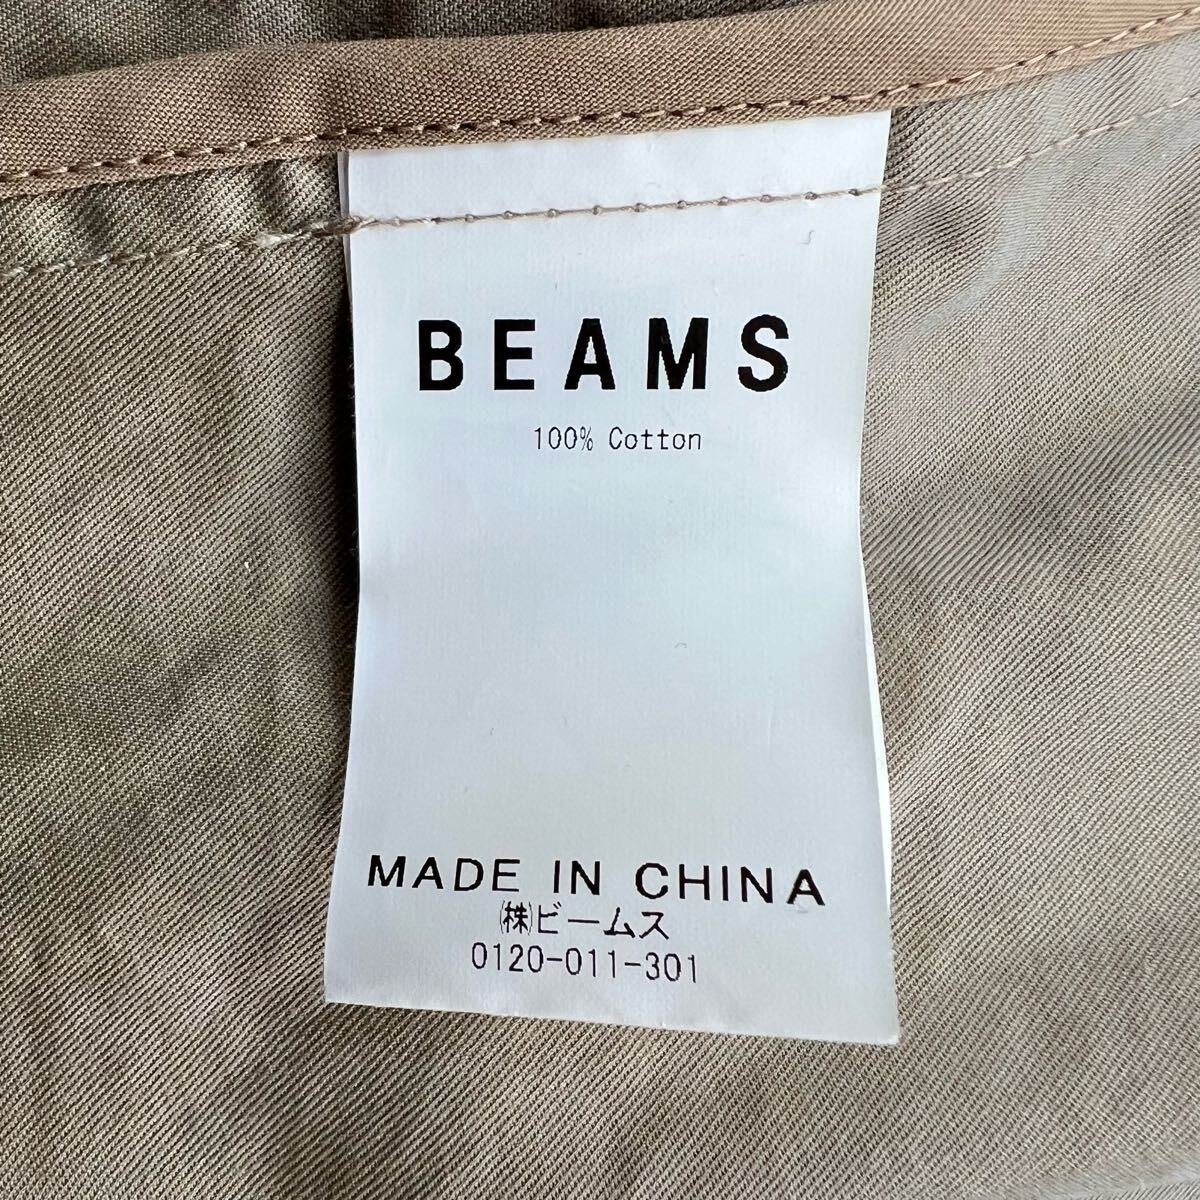 BEAMS
100% Cotton
MADE IN CHINA
㈱ビームス
0120-011-301